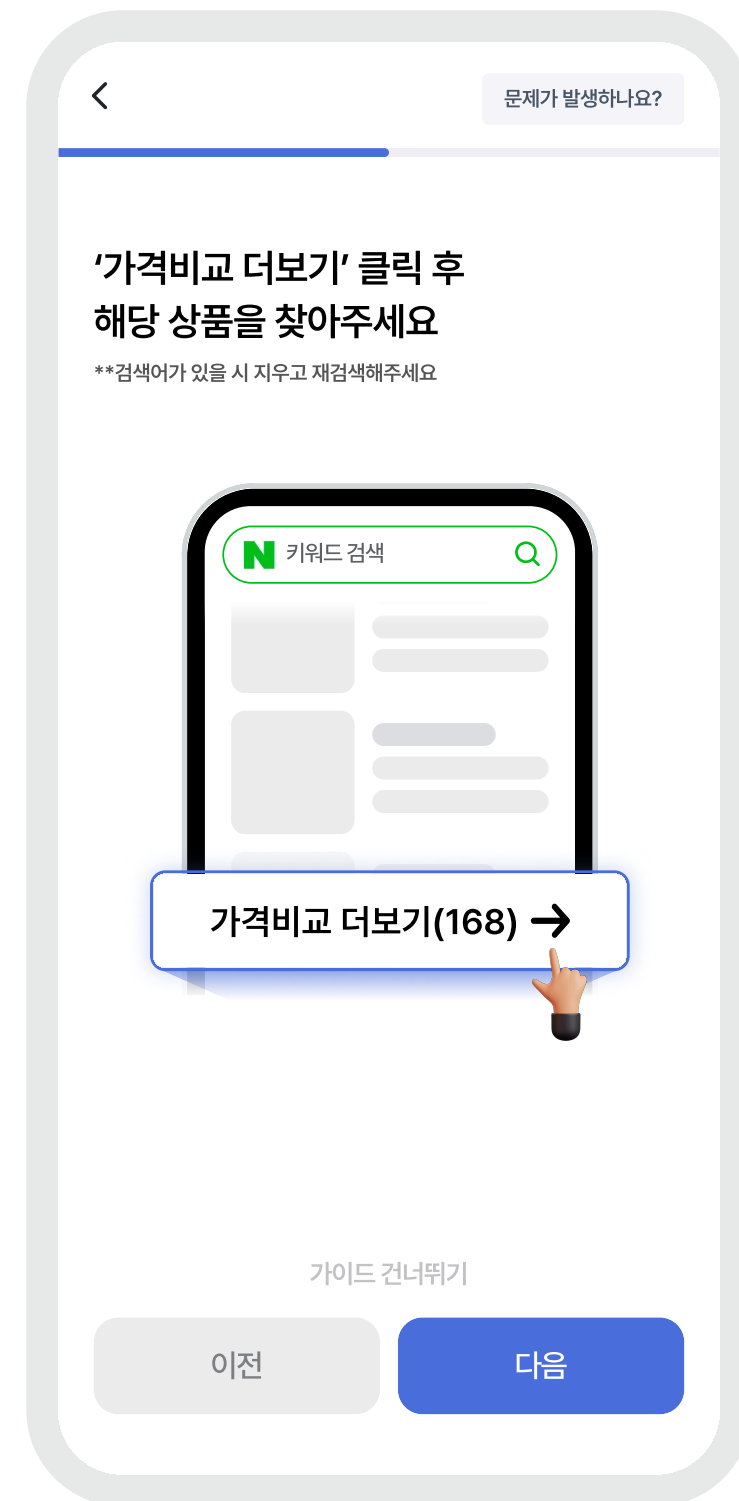 문제가 발생하나요?
‘가격비교 더보기’ 클릭 후
해당 상품을 찾아주세요
**검색어가 있을 시 지우고 재검색해주세요
N 키워드 검색
가격비교 더보기(168)
가이드 건너뛰기
이전
다음